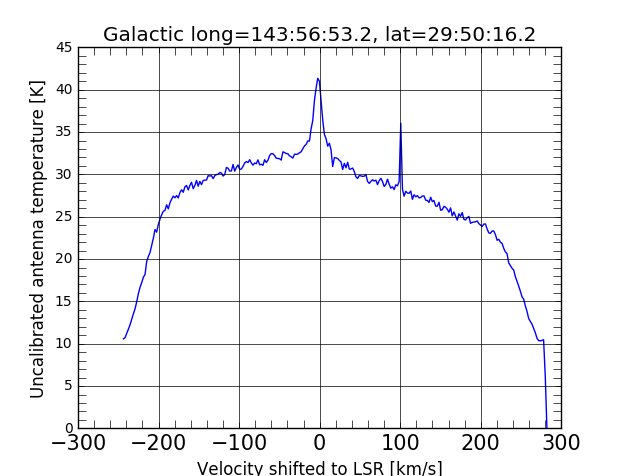 Galactic long=143:56:53.2, lat=29:50:16.2
Uncalibrated antenna temperature [K]
45
40
35
30
25
20
15
10
5
0
−300 −200 −100 0 100 200 300
Velocity shifted to LSR [km/s]